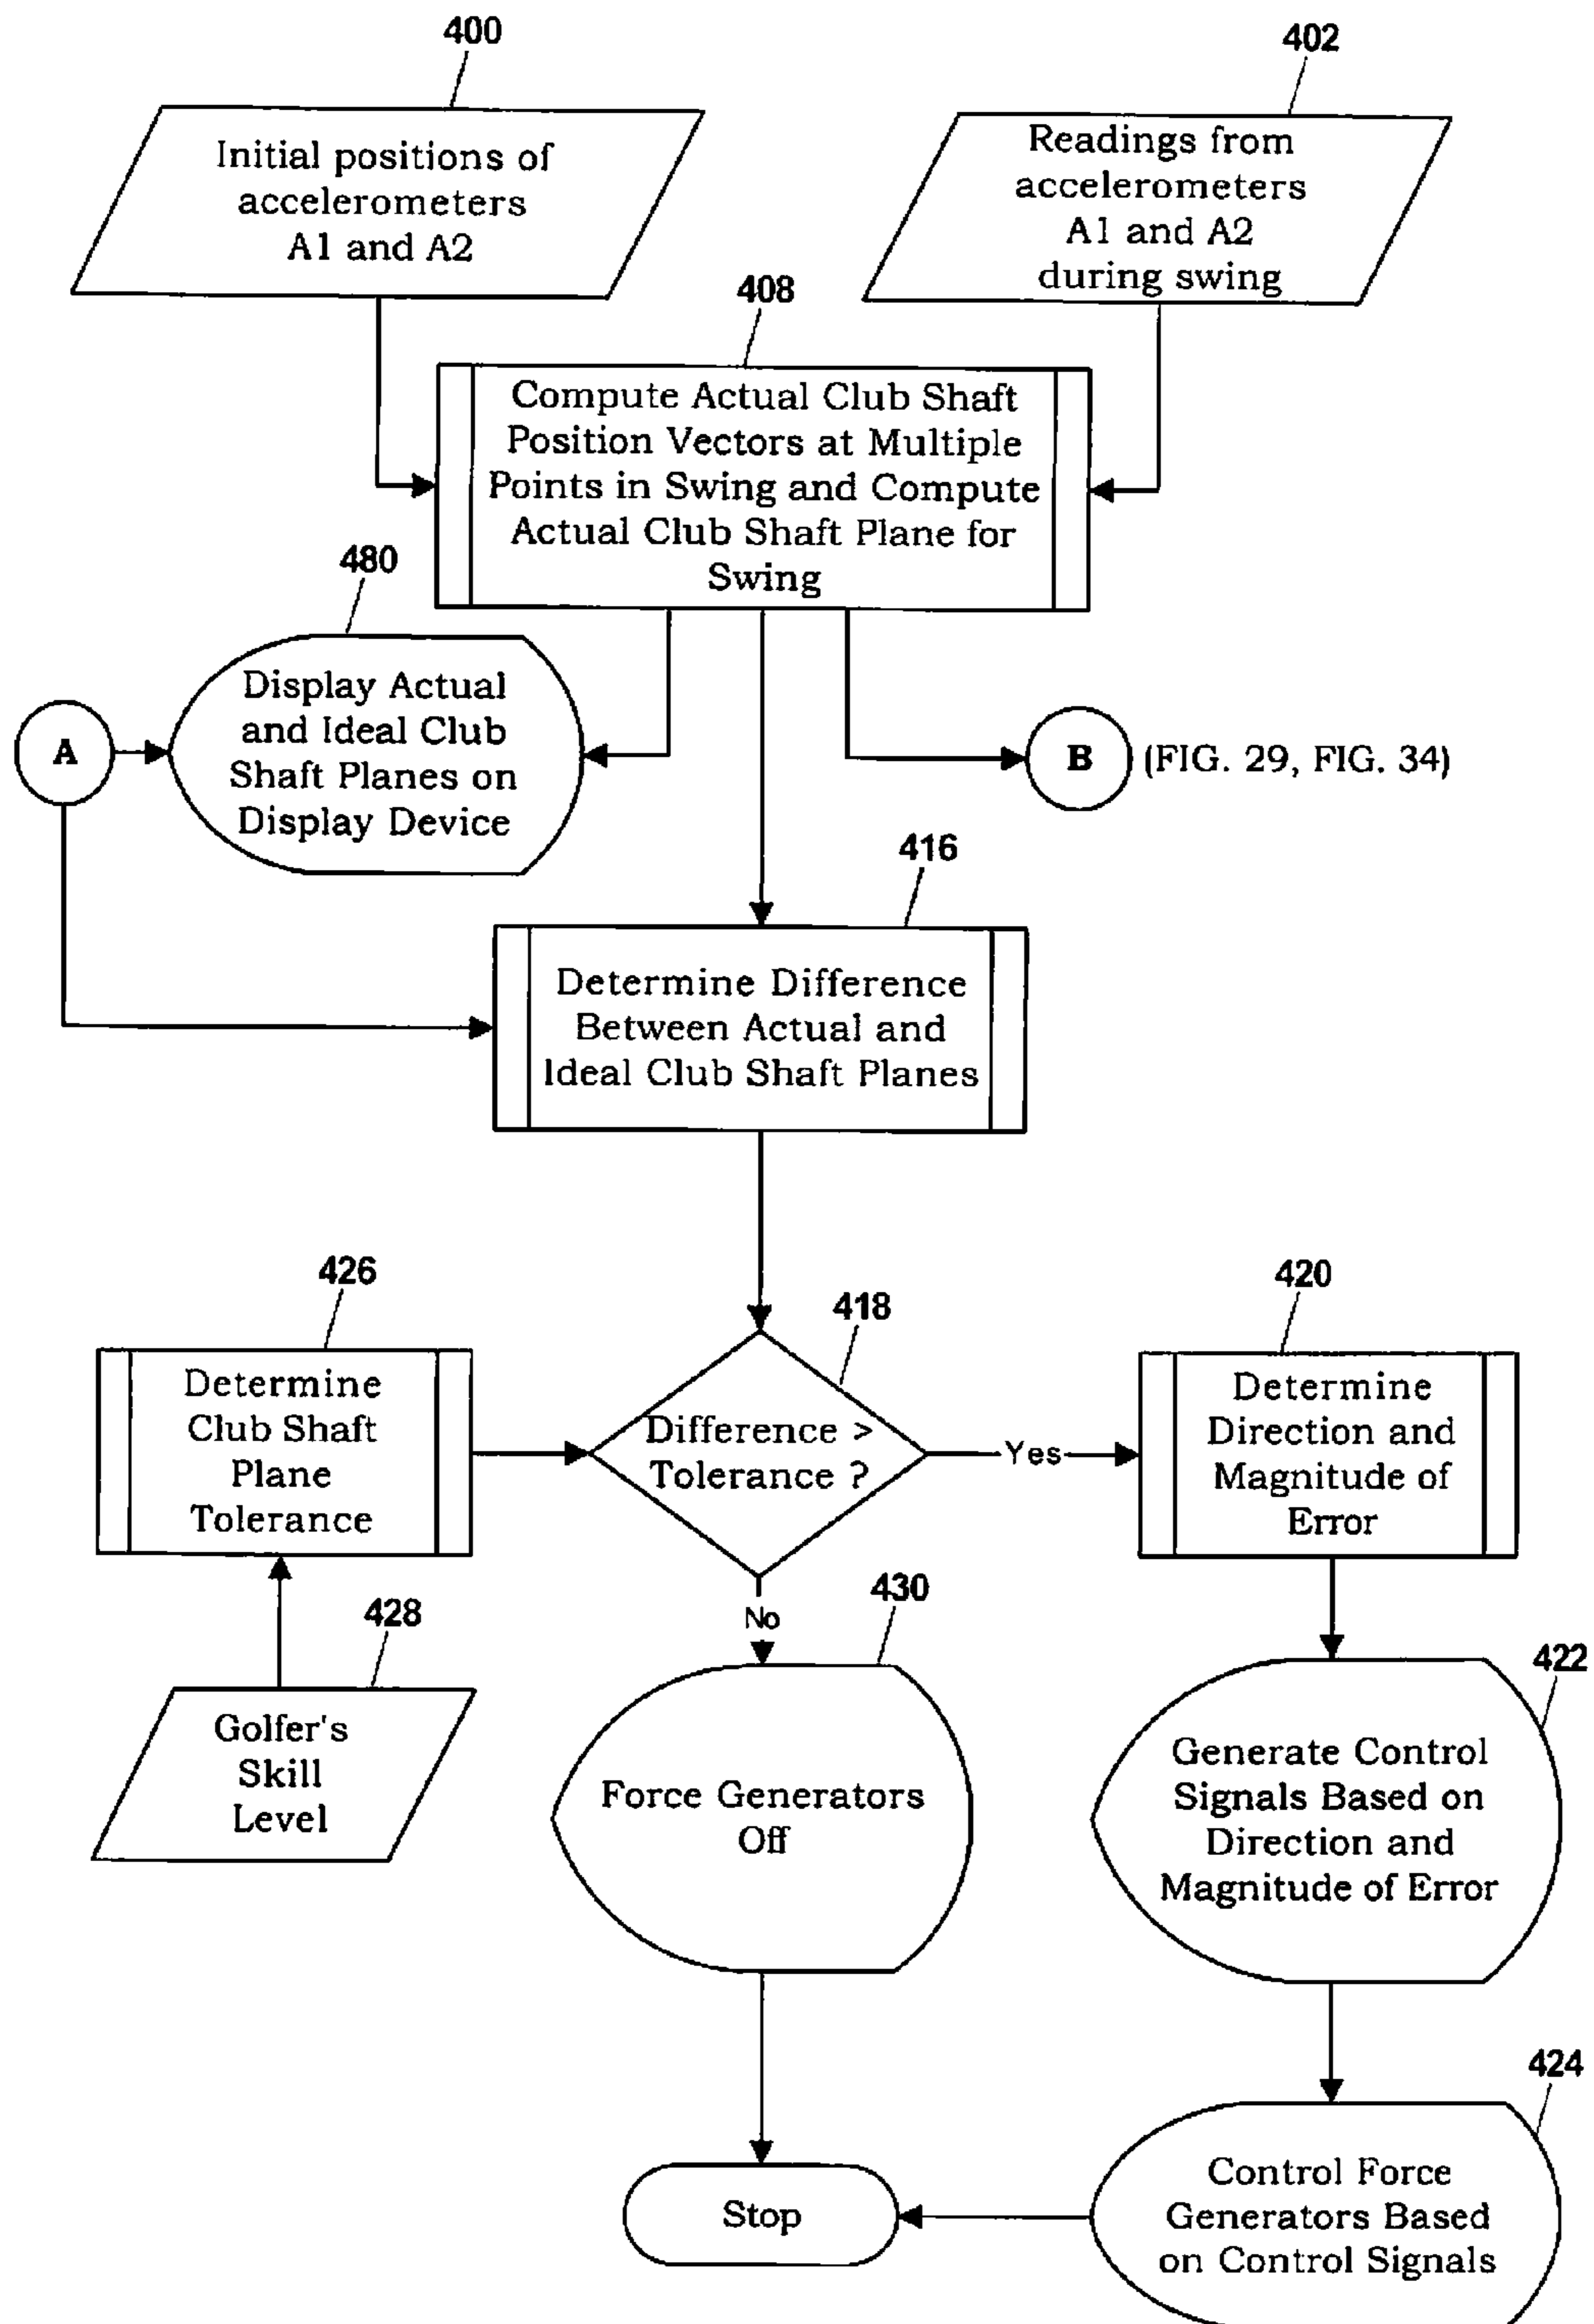 400
402
Initial positions of
accelerometers
A1 and A2
Readings from
accelerometers
A1 and A2
during swing
408
Compute Actual Club Shaft
Position Vectors at Multiple
Points in Swing and Compute
Actual Club Shaft Plane for
Swing
480
Display Actual
and Ideal Club
Shaft Planes on
Display Device
A
B (FIG. 29, FIG. 34)
416
Determine Difference
Between Actual and
Ideal Club Shaft Planes
426
Determine
Club Shaft
Plane
Tolerance
418
Difference >
Tolerance ?
Yes
420
Determine
Direction and
Magnitude of
Error
No
428
Golfer's
Skill
Level
430
Force Generators
Off
422
Generate Control
Signals Based on
Direction and
Magnitude of Error
424
Control Force
Generators Based
on Control Signals
Stop